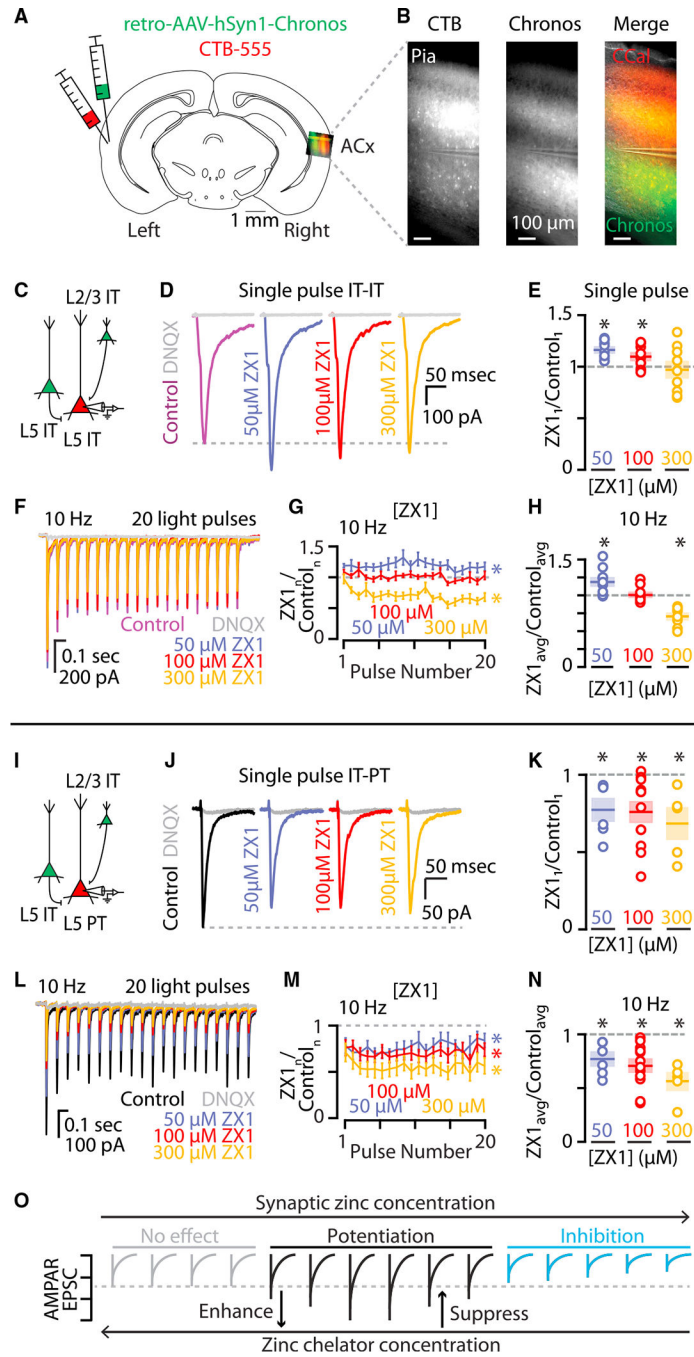 A
retro-AAV-hSyn1-Chronos
CTB-555
ACx
1 mm
Left
Right
B
CTB
Chronos
Merge
Pia
CCal
100 µm
Chronos
C
L2/3 IT
L5 IT
L5 IT
D
Single pulse IT-IT
Control
DNQX
50µM ZX1
100µM ZX1
300µM ZX1
50 msec
100 pA
E
Single pulse
ZX1₁/Control₁
1.5
1
0
* *
50 100 300
[ZX1] (µM)
F
10 Hz
20 light pulses
Control DNQX
0.1 sec
200 pA
50 µM ZX1
100 µM ZX1
300 µM ZX1
G
[ZX1]
10 Hz
ZX1ₙ/
Controlₙ
1.5
1
0
*
*
100 µM
50 µM 300 µM
1 20
Pulse Number
H
10 Hz
ZX1avg/Controlavg
* *
1.5
1
0
50 100 300
[ZX1] (µM)
I
L2/3 IT
L5 IT
L5 PT
J
Single pulse IT-PT
Control
DNQX
50µM ZX1
100µM ZX1
300µM ZX1
50 msec
50 pA
K
ZX1₁/Control₁
* * *
1
0
50 100 300
[ZX1] (µM)
L
10 Hz
20 light pulses
Control DNQX
0.1 sec
100 pA
50 µM ZX1
100 µM ZX1
300 µM ZX1
M
[ZX1]
10 Hz
ZX1ₙ/
Controlₙ
1
0
*
*
*
100 µM
50 µM 300 µM
1 20
Pulse Number
N
10 Hz
ZX1avg/Controlavg
* * *
1
0
50 100 300
[ZX1] (µM)
O
Synaptic zinc concentration
No effect
Potentiation
Inhibition
AMPAR
EPSC
Enhance
Suppress
Zinc chelator concentration